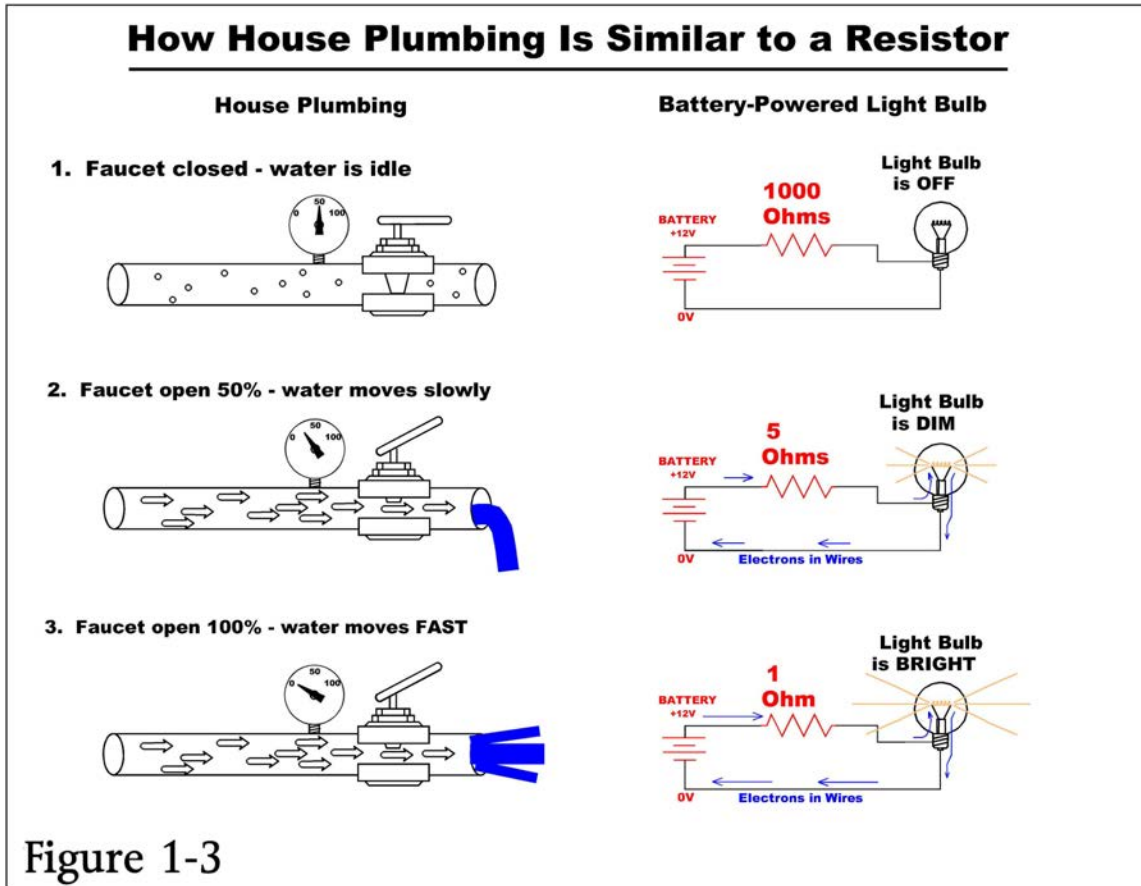 How House Plumbing Is Similar to a Resistor
House Plumbing
Battery-Powered Light Bulb
1. Faucet closed - water is idle
0 50 100
1000
Ohms
BATTERY
+12V
0V
Light Bulb
is OFF
2. Faucet open 50% - water moves slowly
0 50 100
5
Ohms
BATTERY
+12V
0V
Electrons in Wires
Light Bulb
is DIM
3. Faucet open 100% - water moves FAST
0 50 100
1
Ohm
BATTERY
+12V
0V
Electrons in Wires
Light Bulb
is BRIGHT
Figure 1-3